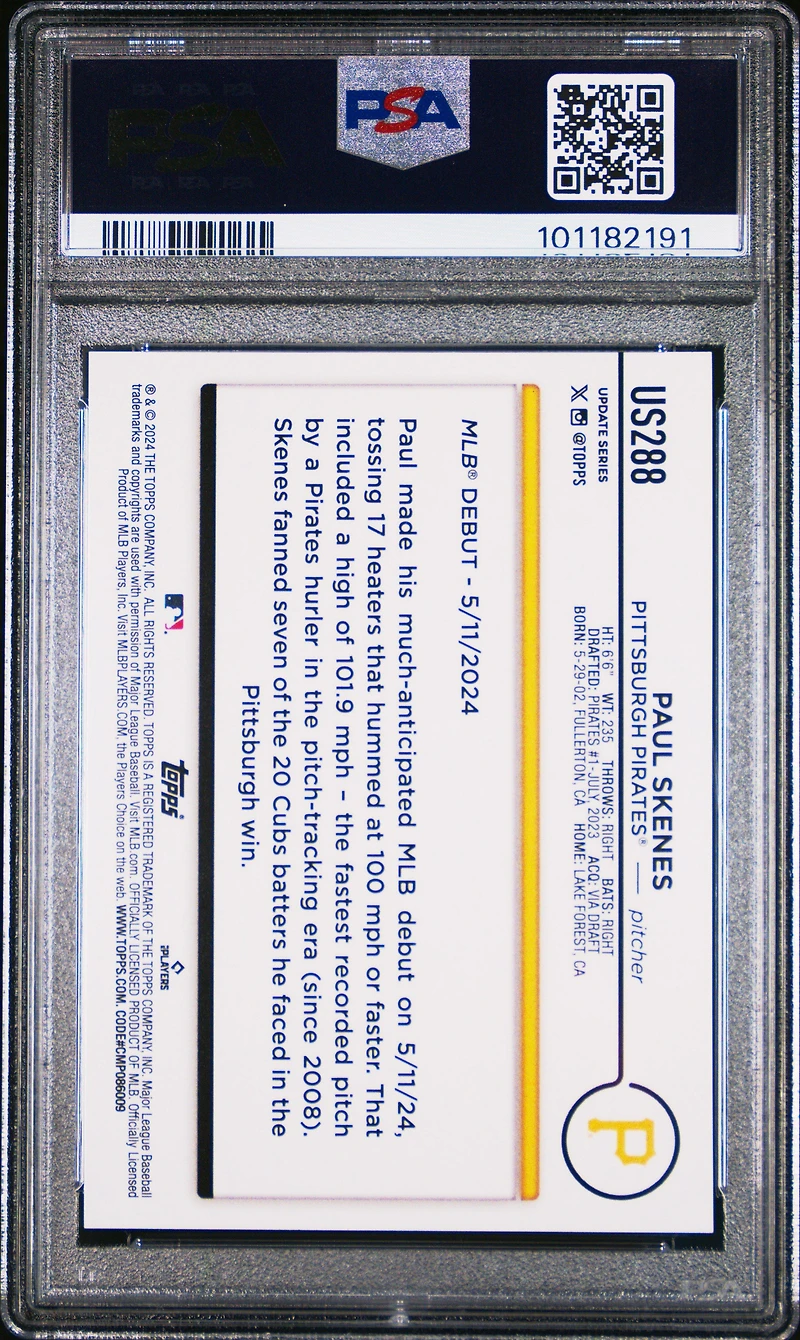 PSA
PSA PSA PSA
PSA
PSA PSA PSA
101182191
US288
UPDATE SERIES
@TOPPS
PAUL SKENES
PITTSBURGH PIRATES® — pitcher
HT: 6'6" WT: 235 THROWS: RIGHT BATS: RIGHT
DRAFTED: PIRATES #1-JULY, 2023 ACQ: VIA DRAFT
BORN: 5-29-02, FULLERTON, CA HOME: LAKE FOREST, CA
P
MLB® DEBUT - 5/11/2024
Paul made his much-anticipated MLB debut on 5/11/24,
tossing 17 heaters that hummed at 100 mph or faster. That
included a high of 101.9 mph – the fastest recorded pitch
by a Pirates hurler in the pitch-tracking era (since 2008).
Skenes fanned seven of the 20 Cubs batters he faced in the
Pittsburgh win.
topps®
PLAYERS
® & © 2024 THE TOPPS COMPANY, INC. ALL RIGHTS RESERVED. TOPPS IS A REGISTERED TRADEMARK OF THE TOPPS COMPANY, INC. Major League Baseball
trademarks and copyrights are used with permission of Major League Baseball. Visit MLB.com. OFFICIALLY LICENSED PRODUCT OF MLB. Officially Licensed
Product of MLB Players, Inc. Visit MLBPLAYERS.COM, the Players Choice on the web. WWW.TOPPS.COM. CODE#CMP086009
PSA